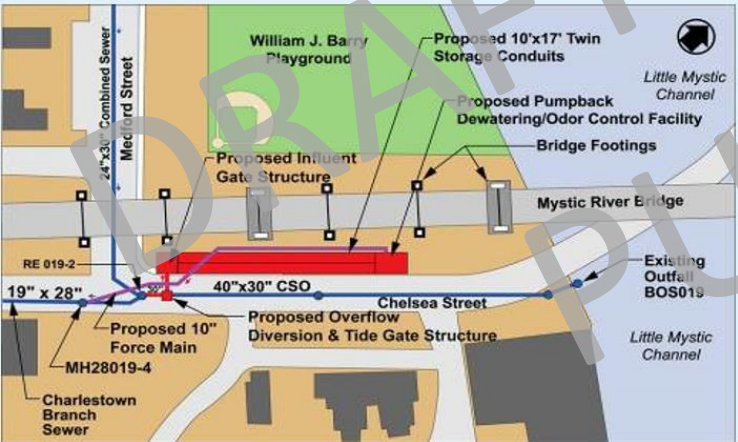 William J. Barry
Playground
Proposed 10'x17' Twin
Storage Conduits
Little Mystic
Channel
Proposed Pumpback
Dewatering/Odor Control Facility
24"x30" Combined Sewer
Medford Street
Bridge Footings
Proposed Influent
Gate Structure
Mystic River Bridge
RE 019-2
Existing
Outfall
BOS019
19" x 28"
40"x30" CSO
Chelsea Street
Proposed Overflow
Diversion & Tide Gate Structure
Proposed 10"
Force Main
Little Mystic
Channel
MH28019-4
Charlestown
Branch
Sewer
DRAFT
PU